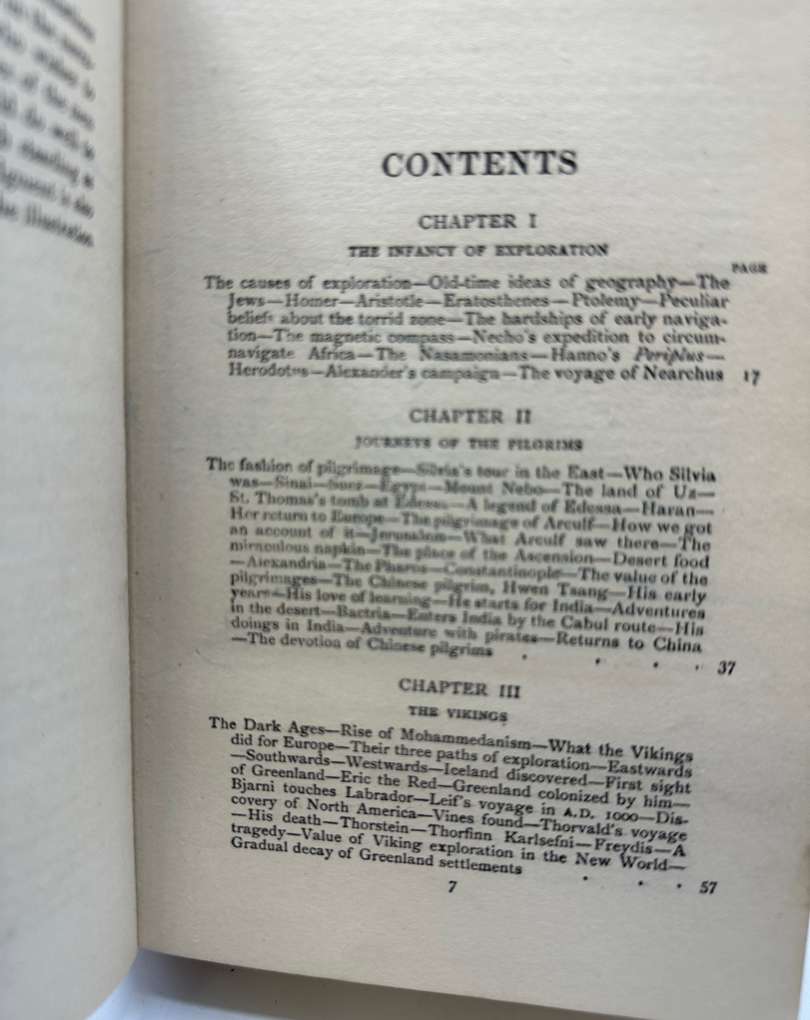 CONTENTS
CHAPTER I
THE INFANCY OF EXPLORATION
PAGE
The causes of exploration—Old-time ideas of geography—The
Jews—Homer—Aristotle—Eratosthenes—Ptolemy—Peculiar
beliefs about the torrid zone—The hardships of early naviga-
tion—The magnetic compass—Necho's expedition to circum-
navigate Africa—The Nasamonians—Hanno's Periplus—
Herodotus—Alexander's campaign—The voyage of Nearchus 17
CHAPTER II
JOURNEYS OF THE PILGRIMS
The fashion of pilgrimage—Silvia's tour in the East—Who Silvia
was—Sinai—Suez—Egypt—Mount Nebo—The land of Uz—
St. Thomas's tomb at Edessa—A legend of Edessa—Haran—
Her return to Europe—The pilgrimage of Arculf—How we got
an account of it—Jerusalem—What Arculf saw there—The
miraculous napkin—The place of the Ascension—Desert food
—Alexandria—The Pharos—Constantinople—The value of the
pilgrimages—The Chinese pilgrim, Hwen Tsang—His early
years—His love of learning—He starts for India—Adventures
in the desert—Bactria—Enters India by the Cabul route—His
doings in India—Adventure with pirates—Returns to China
—The devotion of Chinese pilgrims . . . . 37
CHAPTER III
THE VIKINGS
The Dark Ages—Rise of Mohammedanism—What the Vikings
did for Europe—Their three paths of exploration—Eastwards
—Southwards—Westwards—Iceland discovered—First sight
of Greenland—Eric the Red—Greenland colonized by him—
Bjarni touches Labrador—Leif's voyage in A.D. 1000—Dis-
covery of North America—Vines found—Thorvald's voyage
—His death—Thorstein—Thorfinn Karlsefni—Freydis—A
tragedy—Value of Viking exploration in the New World—
Gradual decay of Greenland settlements . . . 57
7